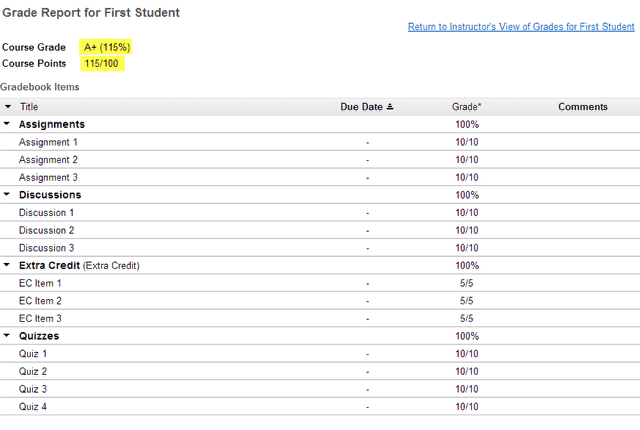 Grade Report for First Student
Return to Instructor's View of Grades for First Student
Course Grade A+ (115%)
Course Points 115/100
Gradebook Items
Title Due Date Grade* Comments
Assignments 100%
Assignment 1 - 10/10
Assignment 2 - 10/10
Assignment 3 - 10/10
Discussions 100%
Discussion 1 - 10/10
Discussion 2 - 10/10
Discussion 3 - 10/10
Extra Credit (Extra Credit) 100%
EC Item 1 - 5/5
EC Item 2 - 5/5
EC Item 3 - 5/5
Quizzes 100%
Quiz 1 - 10/10
Quiz 2 - 10/10
Quiz 3 - 10/10
Quiz 4 - 10/10